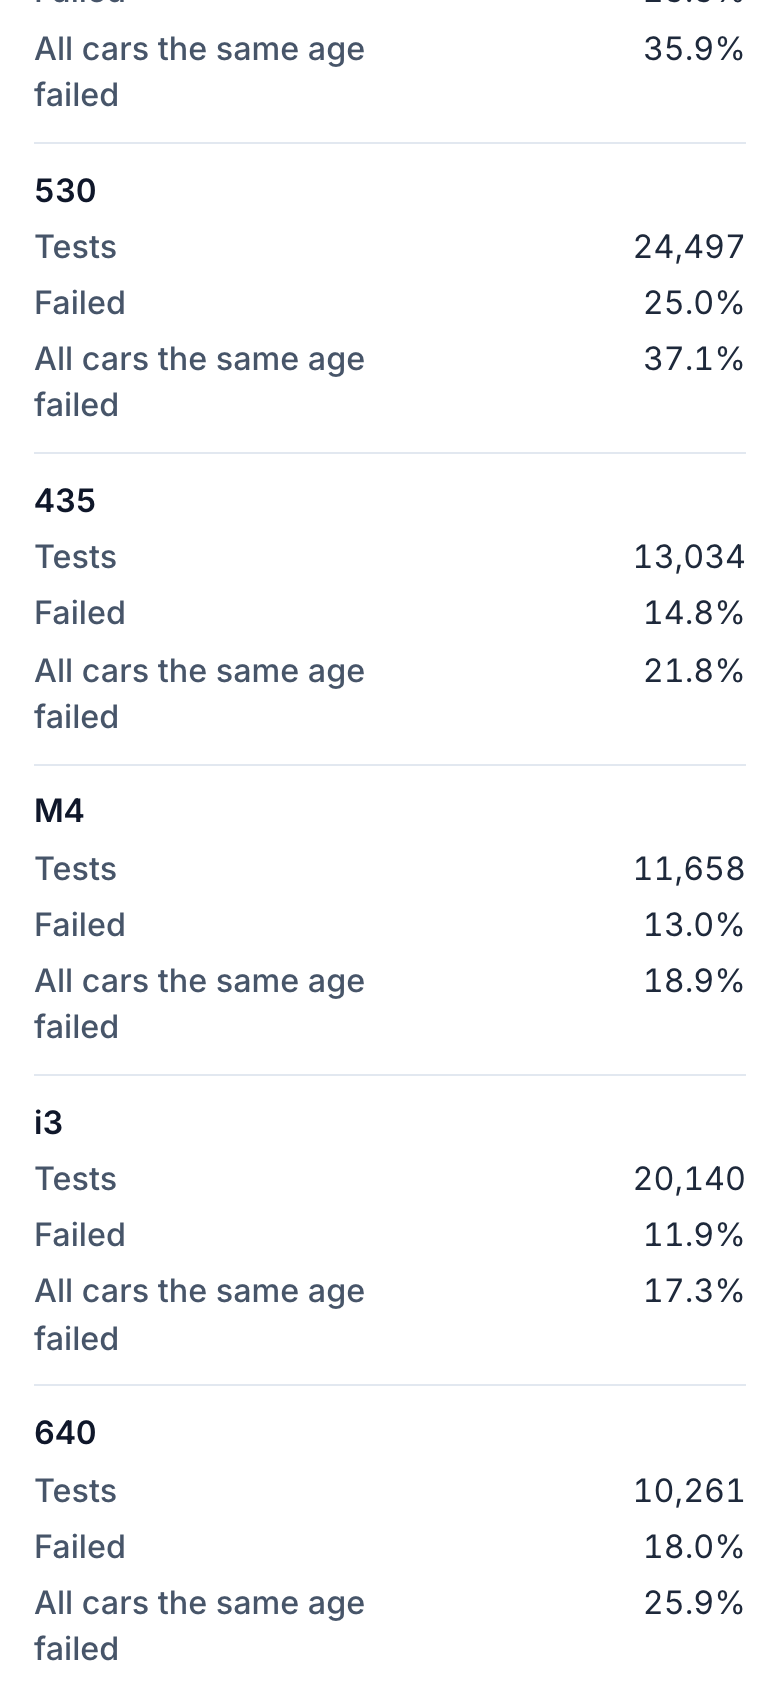 All cars the same age 35.9%
failed
530
Tests 24,497
Failed 25.0%
All cars the same age 37.1%
failed
435
Tests 13,034
Failed 14.8%
All cars the same age 21.8%
failed
M4
Tests 11,658
Failed 13.0%
All cars the same age 18.9%
failed
i3
Tests 20,140
Failed 11.9%
All cars the same age 17.3%
failed
640
Tests 10,261
Failed 18.0%
All cars the same age 25.9%
failed